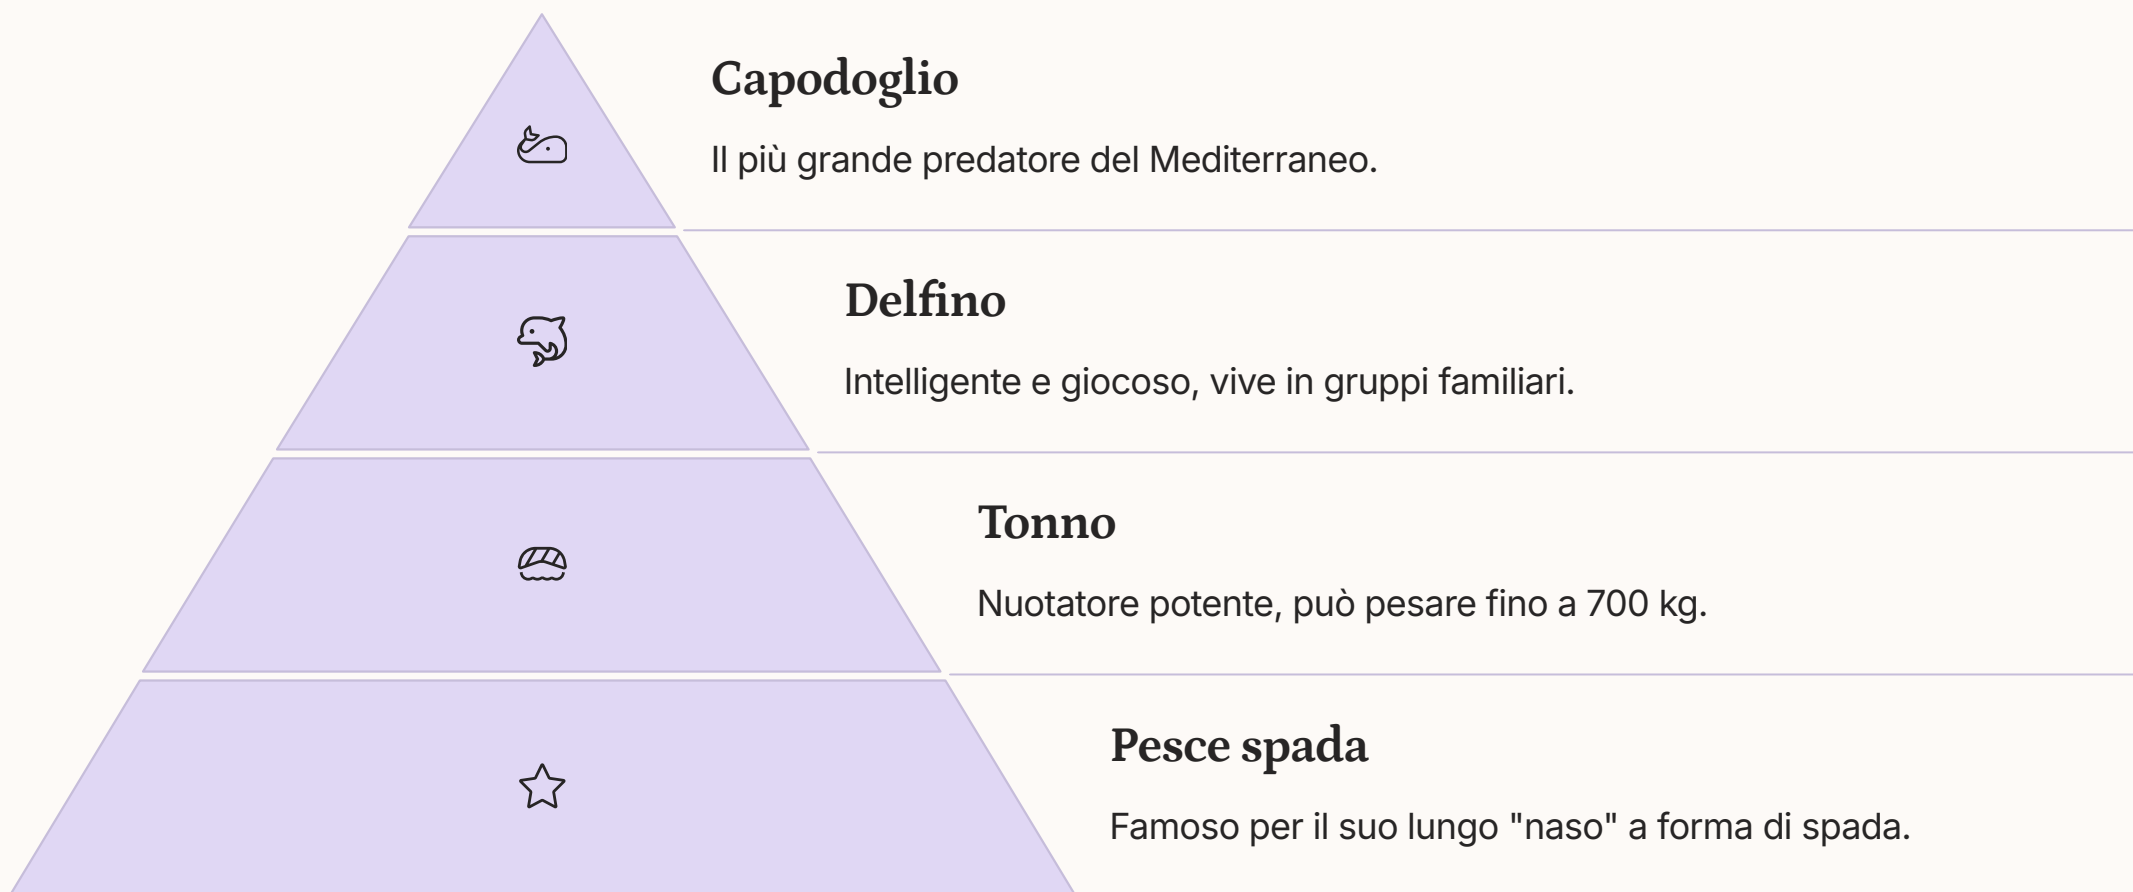 Capodoglio
Il più grande predatore del Mediterraneo.
Delfino
Intelligente e giocoso, vive in gruppi familiari.
Tonno
Nuotatore potente, può pesare fino a 700 kg.
Pesce spada
Famoso per il suo lungo "naso" a forma di spada.